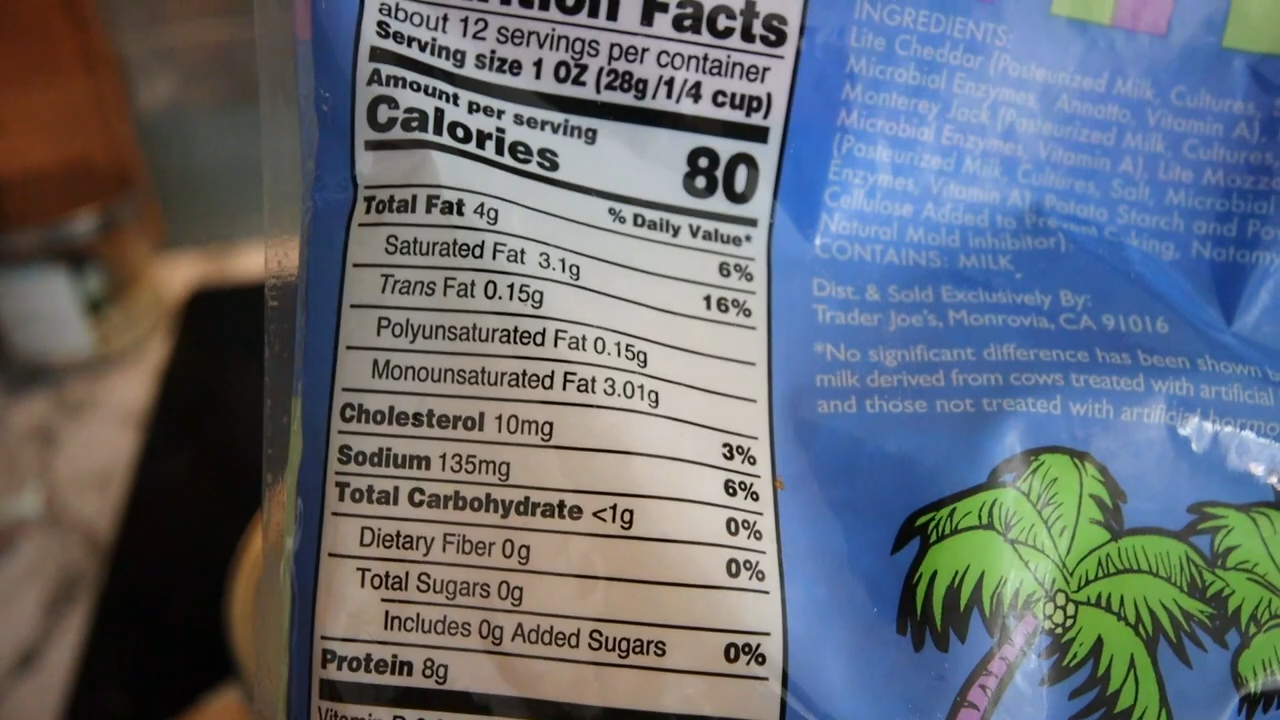 Facts
about 12 servings per container
Serving size 1 OZ (28g/1/4 cup)
Amount per serving
Calories 80
% Daily Value*
Total Fat 4g 6%
Saturated Fat 3.1g 16%
Trans Fat 0.15g
Polyunsaturated Fat 0.15g
Monounsaturated Fat 3.01g
Cholesterol 10mg 3%
Sodium 135mg 6%
Total Carbohydrate <1g 0%
Dietary Fiber 0g 0%
Total Sugars 0g
Includes 0g Added Sugars 0%
Protein 8g
INGREDIENTS:
Lite Cheddar (Pasteurized Milk, Cultures,
Microbial Enzymes, Annatto, Vitamin A),
Monterey Jack [Pasteurized Milk, Cultures,
Microbial Enzymes, Vitamin A], Lite
(Pasteurized Milk, Cultures, Salt, Microbial
Enzymes, Vitamin A), Potato Starch and
Cellulose Added to Prevent Caking,
Natural Mold Inhibitor).
CONTAINS: MILK
Dist. & Sold Exclusively By:
Trader Joe's, Monrovia, CA 91016
*No significant difference has been shown
milk derived from cows treated with artificial
and those not treated with artificial